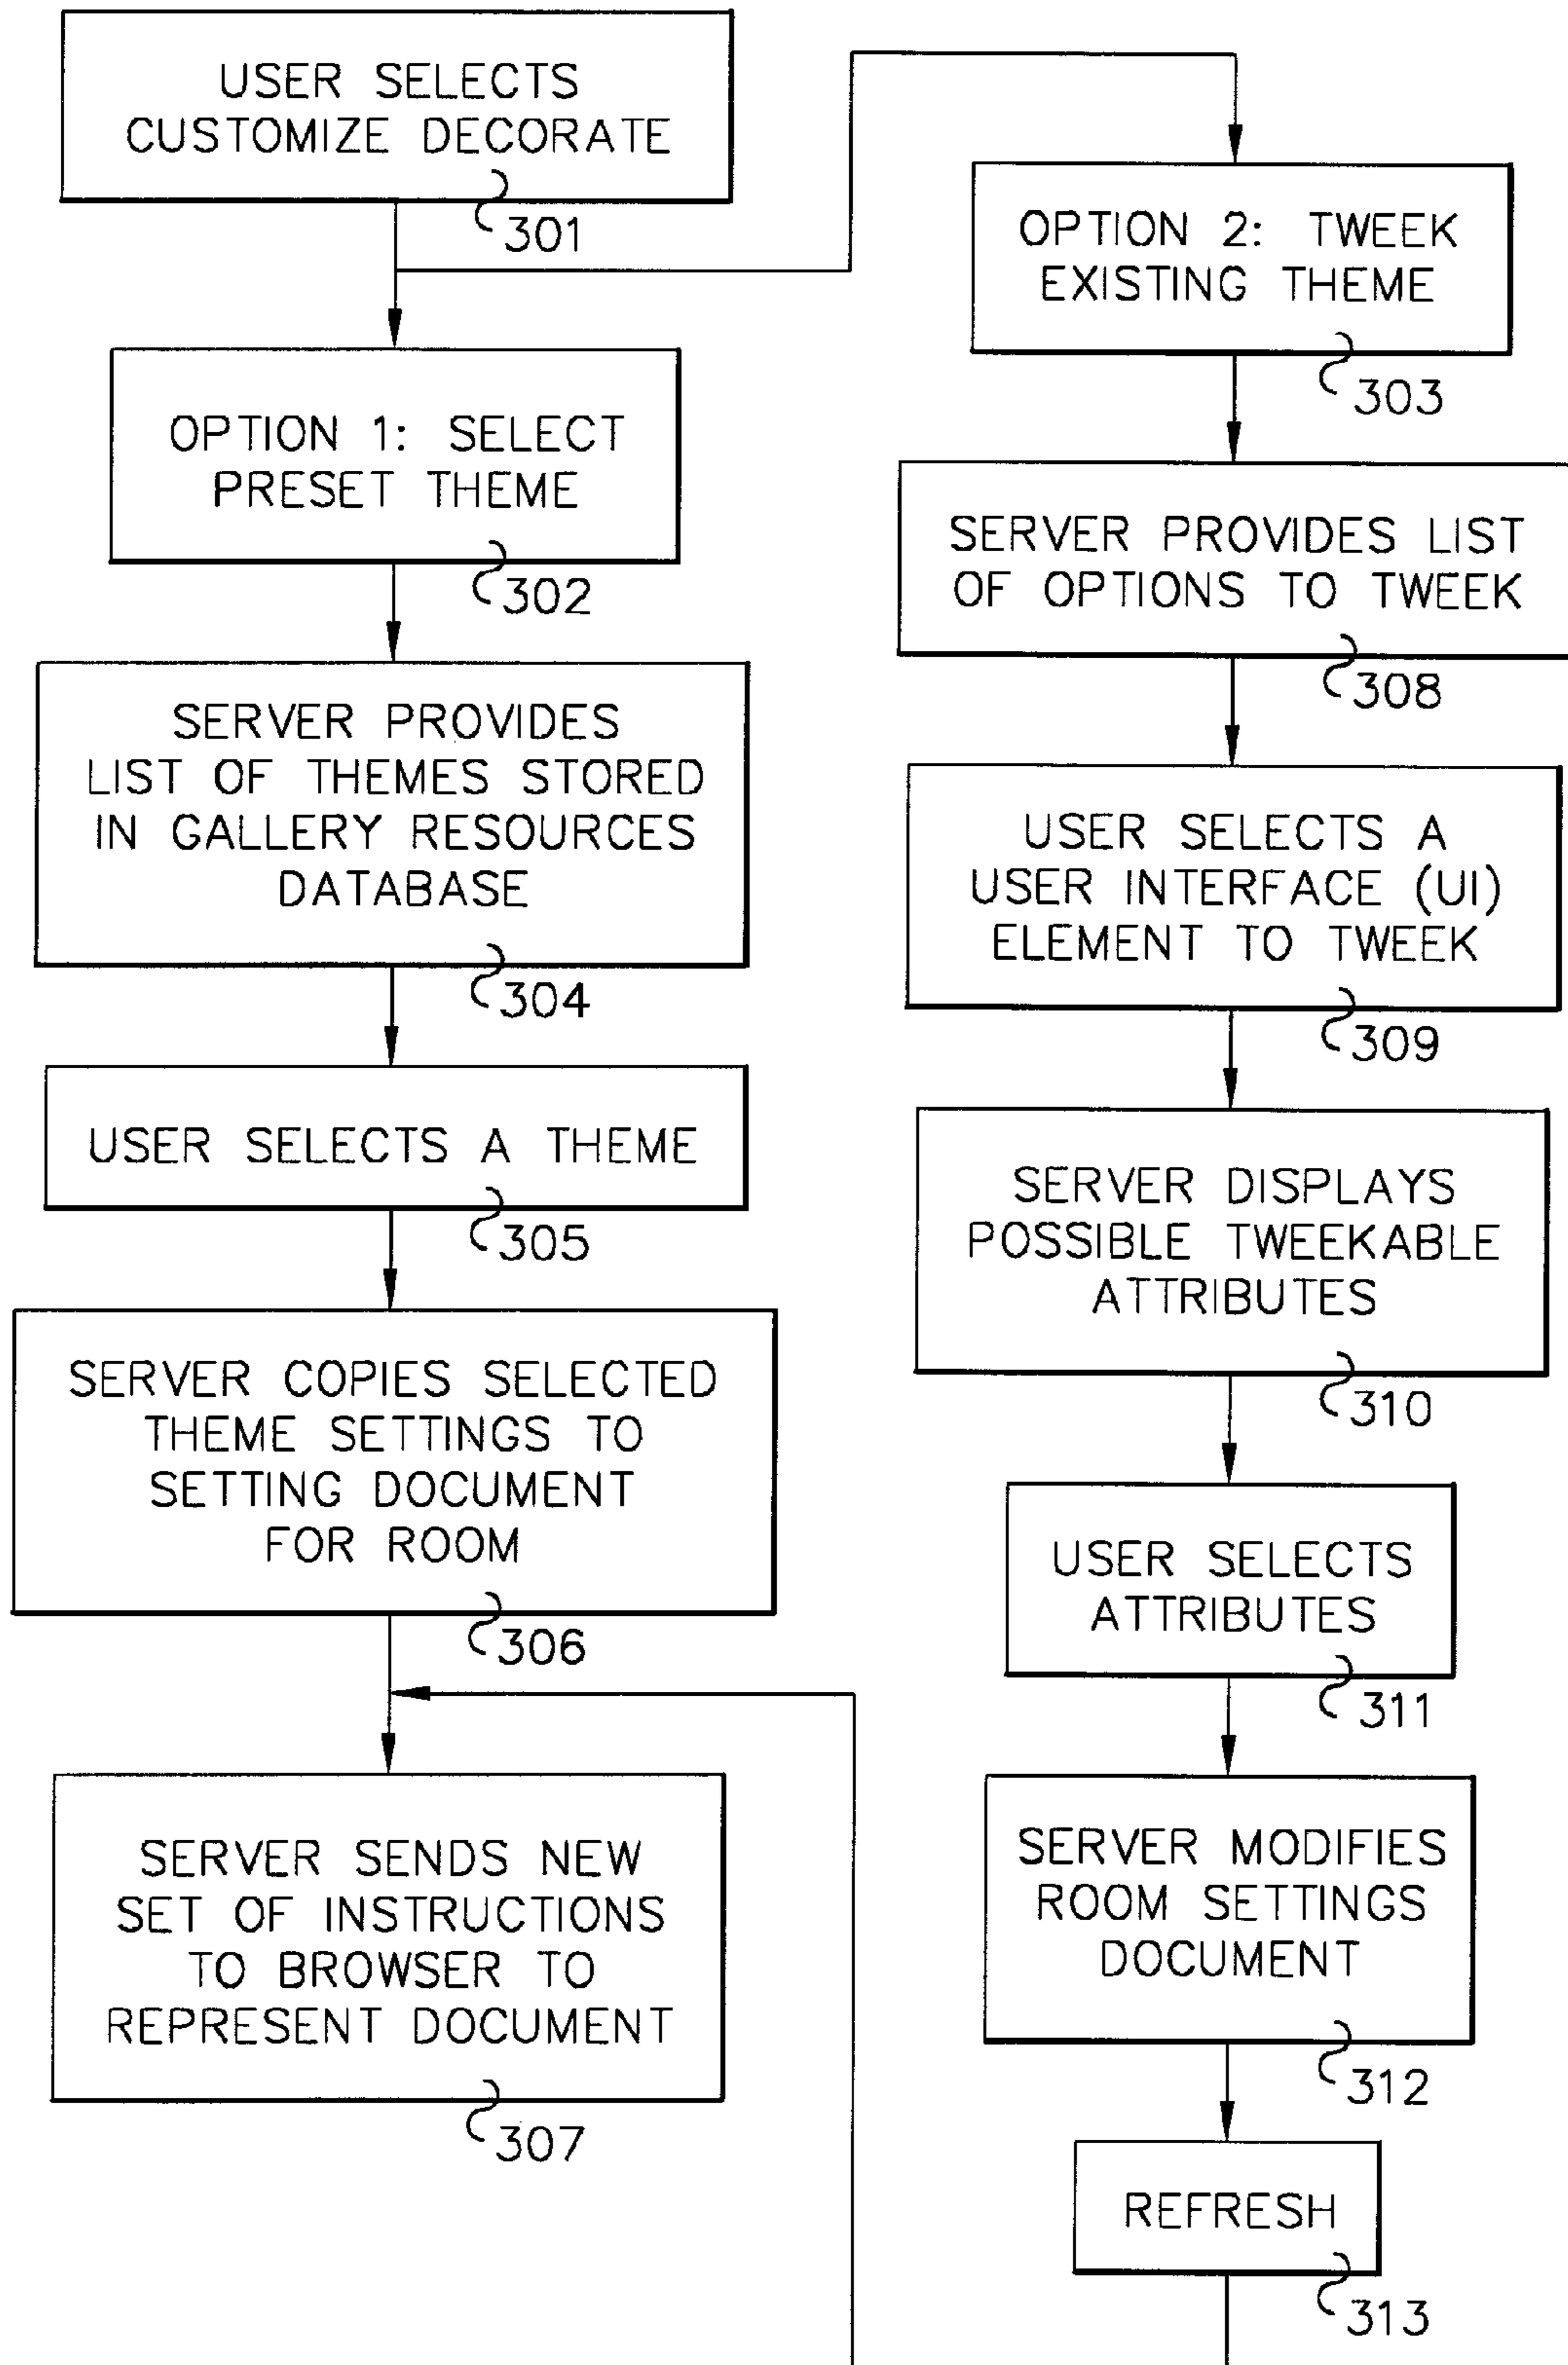 USER SELECTS
CUSTOMIZE DECORATE
301
OPTION 1: SELECT
PRESET THEME
302
SERVER PROVIDES
LIST OF THEMES STORED
IN GALLERY RESOURCES
DATABASE
304
USER SELECTS A THEME
305
SERVER COPIES SELECTED
THEME SETTINGS TO
SETTING DOCUMENT
FOR ROOM
306
SERVER SENDS NEW
SET OF INSTRUCTIONS
TO BROWSER TO
REPRESENT DOCUMENT
307
OPTION 2: TWEEK
EXISTING THEME
303
SERVER PROVIDES LIST
OF OPTIONS TO TWEEK
308
USER SELECTS A
USER INTERFACE (UI)
ELEMENT TO TWEEK
309
SERVER DISPLAYS
POSSIBLE TWEEKABLE
ATTRIBUTES
310
USER SELECTS
ATTRIBUTES
311
SERVER MODIFIES
ROOM SETTINGS
DOCUMENT
312
REFRESH
313